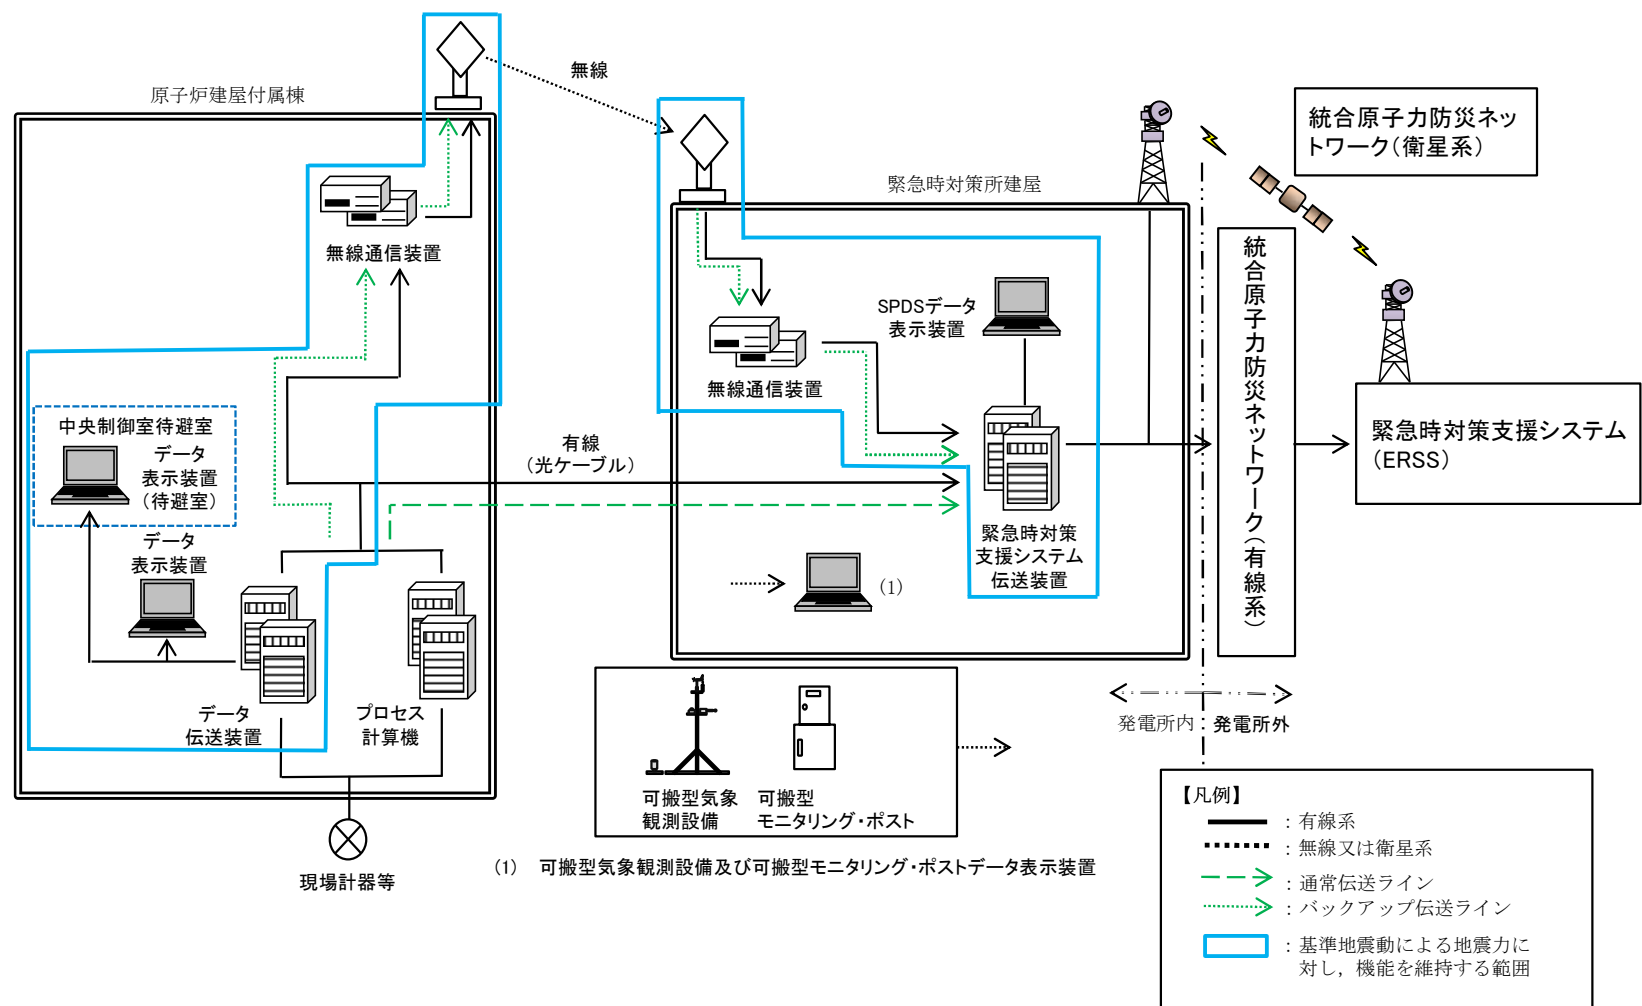 原子炉建屋付属棟
無線
統合原子力防災ネッ
トワーク(衛星系)
緊急時対策所建屋
無線通信装置
統合原子力防災ネットワーク(有線系)
SPDSデータ
表示装置
無線通信装置
中央制御室待避室
データ
表示装置
(待避室)
有線
(光ケーブル)
緊急時対策支援システム
(ERSS)
データ
表示装置
緊急時対策
支援システム
伝送装置
(1)
データ
伝送装置
プロセス
計算機
発電所内
発電所外
可搬型気象
観測設備
可搬型
モニタリング・ポスト
現場計器等
(1) 可搬型気象観測設備及び可搬型モニタリング・ポストデータ表示装置
【凡例】
:有線系
:無線又は衛星系
:通常伝送ライン
:バックアップ伝送ライン
:基準地震動による地震力に
対し，機能を維持する範囲